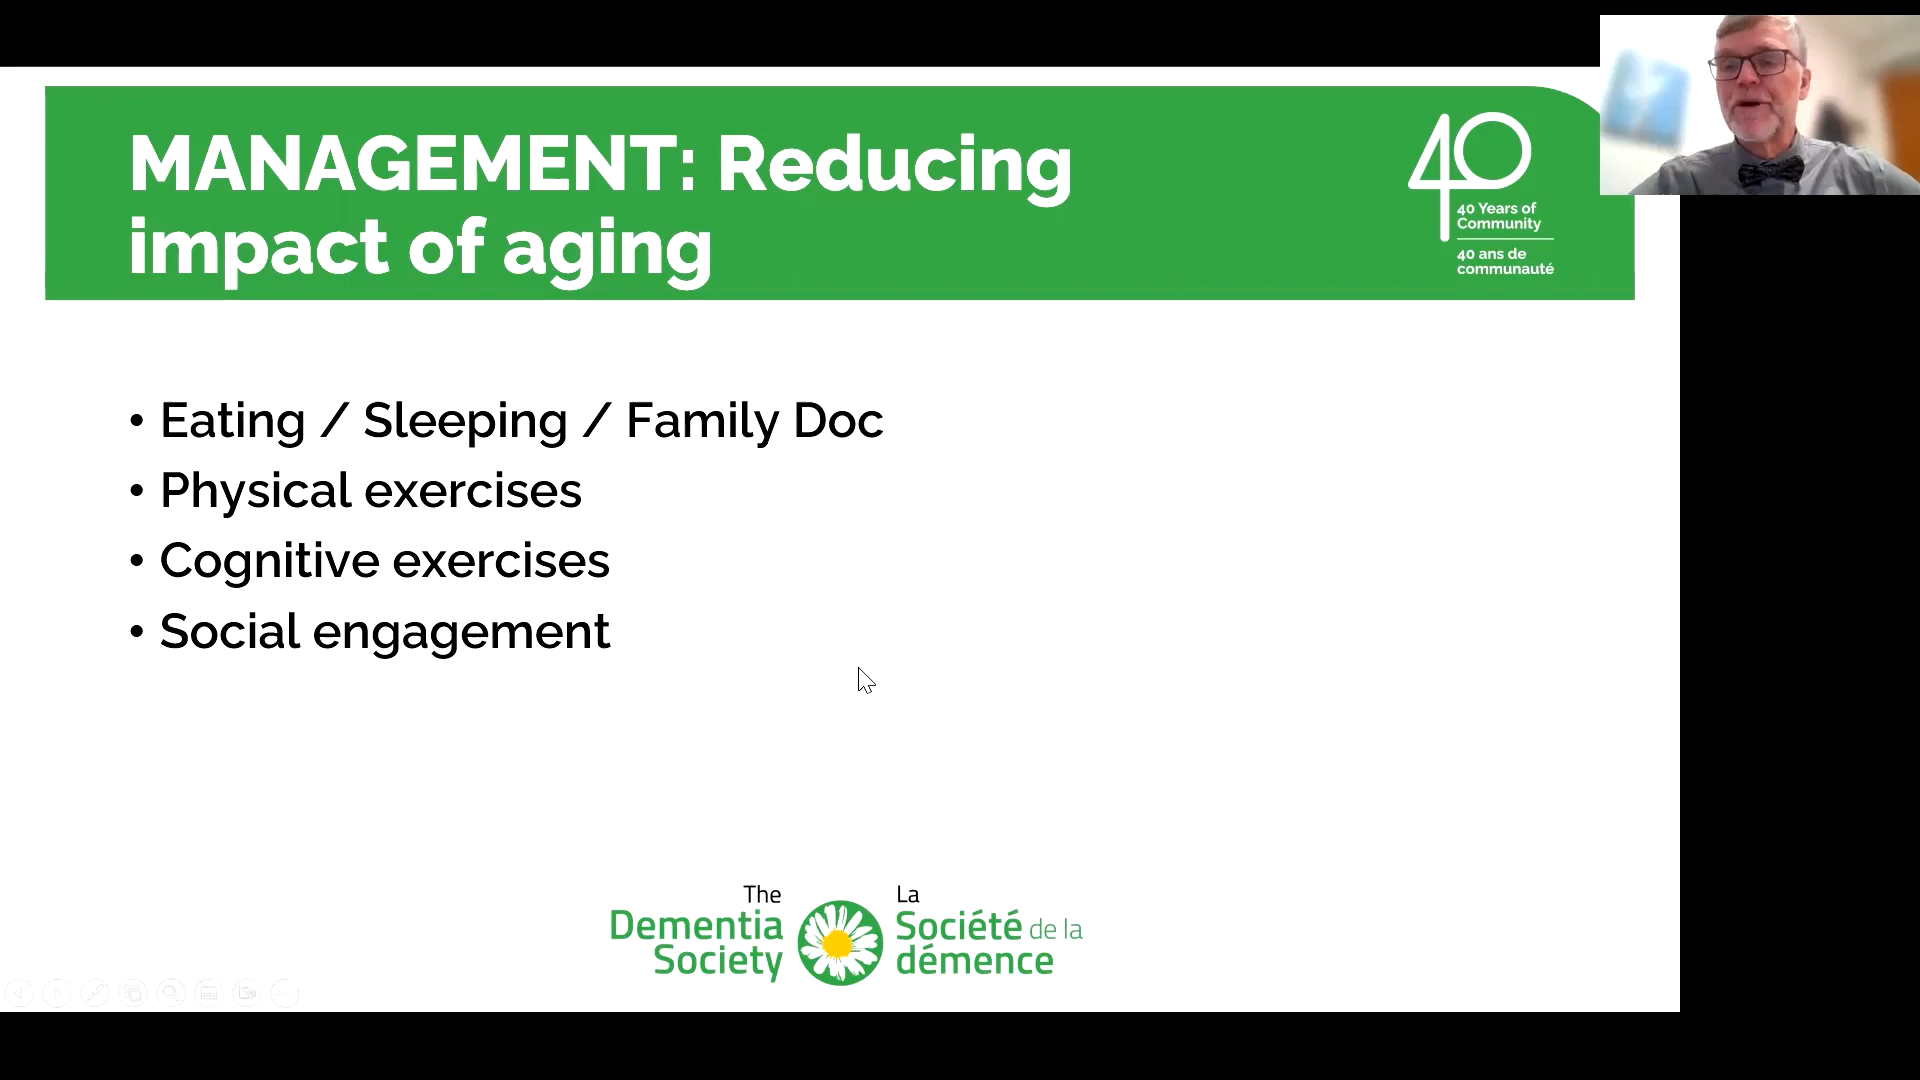 MANAGEMENT: Reducing
impact of aging
40
40 Years of
Community
40 ans de
communauté
• Eating / Sleeping / Family Doc
• Physical exercises
• Cognitive exercises
• Social engagement
The
Dementia
Society
La
Société de la
démence